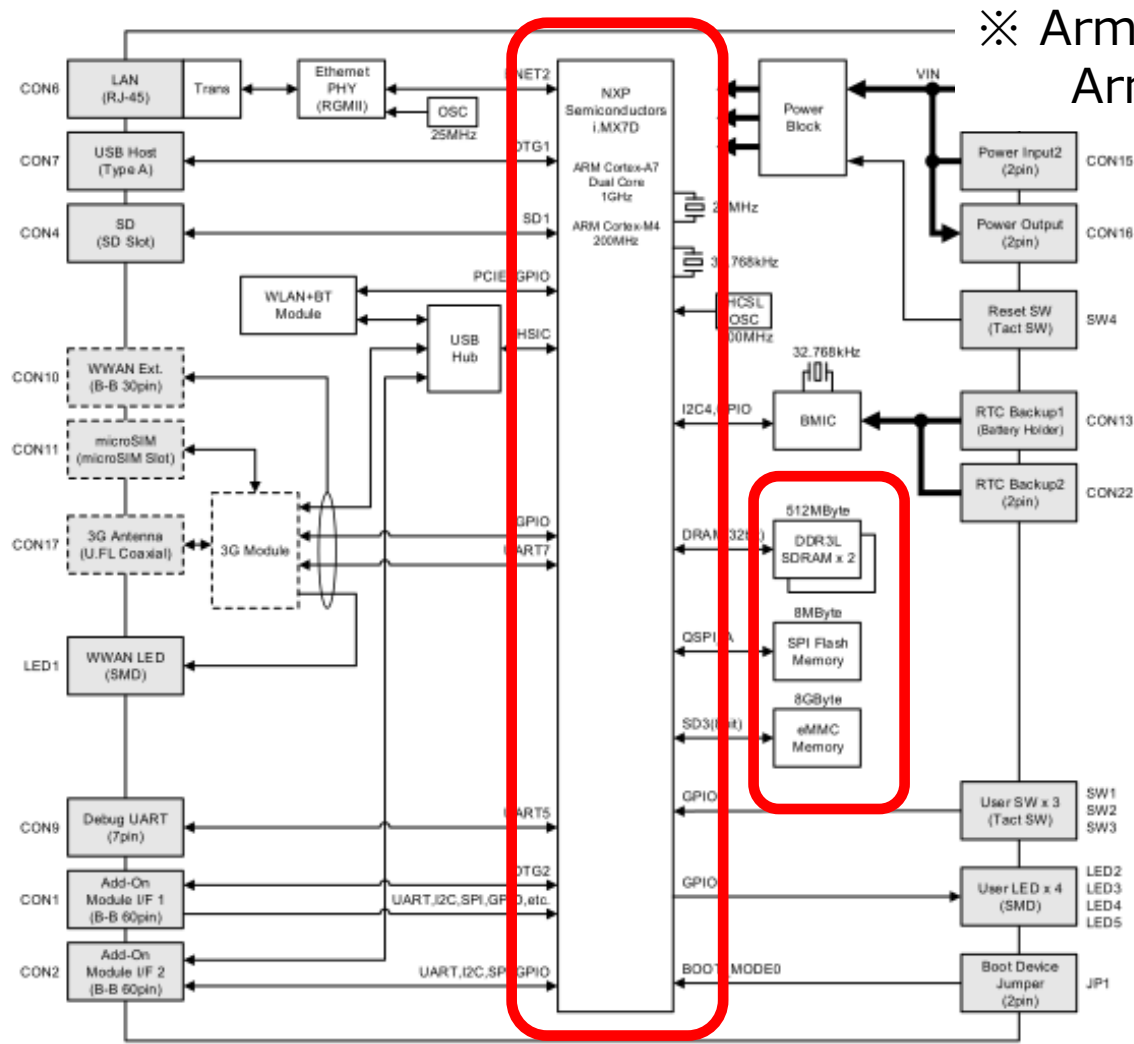 ※ Arm
CON6
LAN
(RJ-45)
Trans
Ethernet
PHY
(RGMII)
OSC
25MHz
CON7
USB Host
(Type A)
CON4
SD
(SD Slot)
SD1
PCIE
GPIO
WLAN+BT
Module
USB
Hub
HSIC
CON10
WWAN Ext.
(B-B 30pin)
CON11
microSIM
(microSIM Slot)
CON17
3G Antenna
(U.FL Coaxial)
3G Module
GPIO
UART7
LED1
WWAN LED
(SMD)
CON9
Debug UART
(7pin)
UART5
CON1
Add-On
Module I/F 1
(B-B 60pin)
OTG2
UART,I2C,SPI,GPIO,etc.
CON2
Add-On
Module I/F 2
(B-B 60pin)
UART,I2C,SPI,GPIO
NXP
Semiconductors
i.MX7D
ARM Cortex-A7
Dual Core
1GHz
ARM Cortex-M4
200MHz
MHz
768kHz
HCSL
OSC
00MHz
Power
Block
VIN
Power Input2
(2pin)
CON15
Power Output
(2pin)
CON16
Reset SW
(Tact SW)
SW4
32.768kHz
I2C4,GPIO
BMIC
RTC Backup1
(Battery Holder)
CON13
RTC Backup2
(2pin)
CON22
512MByte
DRAM(32bit)
DDR3L
SDRAM x 2
8MByte
QSPI_A
SPI Flash
Memory
8GByte
SD3(8bit)
eMMC
Memory
GPIO
User SW x 3
(Tact SW)
SW1
SW2
SW3
GPIO
User LED x 4
(SMD)
LED2
LED3
LED4
LED5
BOOT_MODE0
Boot Device
Jumper
(2pin)
JP1